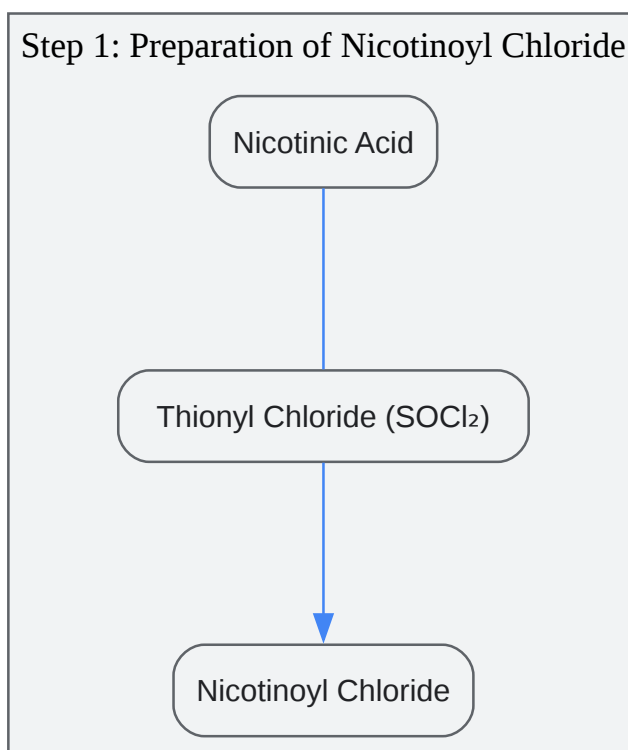 Step 1: Preparation of Nicotinoyl Chloride
Nicotinic Acid
Thionyl Chloride (SOCl₂)
Nicotinoyl Chloride